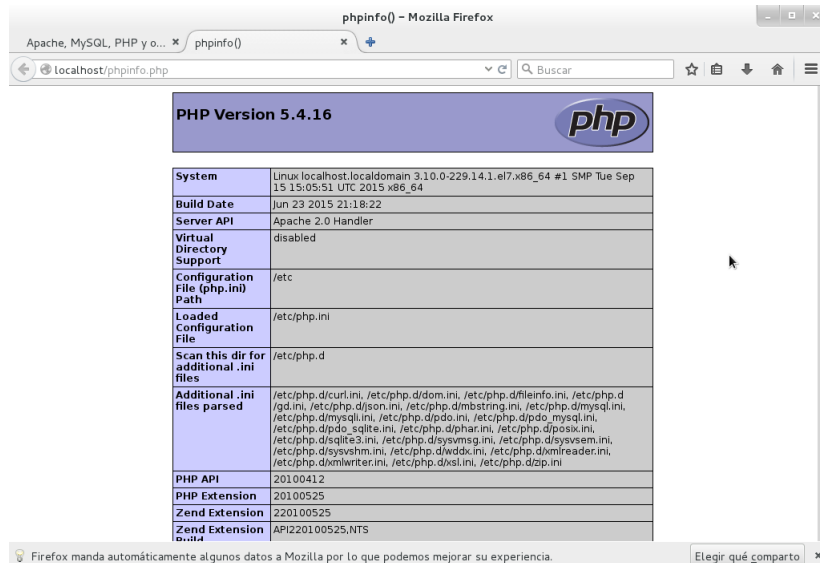 phpinfo() – Mozilla Firefox
Apache, MySQL, PHP y o... × phpinfo() ×
localhost/phpinfo.php Buscar
PHP Version 5.4.16
php
System Linux localhost.localdomain 3.10.0-229.14.1.el7.x86_64 #1 SMP Tue Sep
15 15:05:51 UTC 2015 x86_64
Build Date Jun 23 2015 21:18:22
Server API Apache 2.0 Handler
Virtual disabled
Directory
Support
Configuration /etc
File (php.ini)
Path
Loaded /etc/php.ini
Configuration
File
Scan this dir for /etc/php.d
additional .ini
files
Additional .ini /etc/php.d/curl.ini, /etc/php.d/dom.ini, /etc/php.d/fileinfo.ini, /etc/php.d
files parsed /gd.ini, /etc/php.d/json.ini, /etc/php.d/mbstring.ini, /etc/php.d/mysql.ini,
/etc/php.d/mysqli.ini, /etc/php.d/pdo.ini, /etc/php.d/pdo_mysql.ini,
/etc/php.d/pdo_sqlite.ini, /etc/php.d/phar.ini, /etc/php.d/posix.ini,
/etc/php.d/sqlite3.ini, /etc/php.d/sysvmsg.ini, /etc/php.d/sysvsem.ini,
/etc/php.d/sysvshm.ini, /etc/php.d/wddx.ini, /etc/php.d/xmlreader.ini,
/etc/php.d/xmlwriter.ini, /etc/php.d/xsl.ini, /etc/php.d/zip.ini
PHP API 20100412
PHP Extension 20100525
Zend Extension 220100525
Zend Extension API220100525,NTS
Build
Firefox manda automáticamente algunos datos a Mozilla por lo que podemos mejorar su experiencia. Elegir qué comparto ×